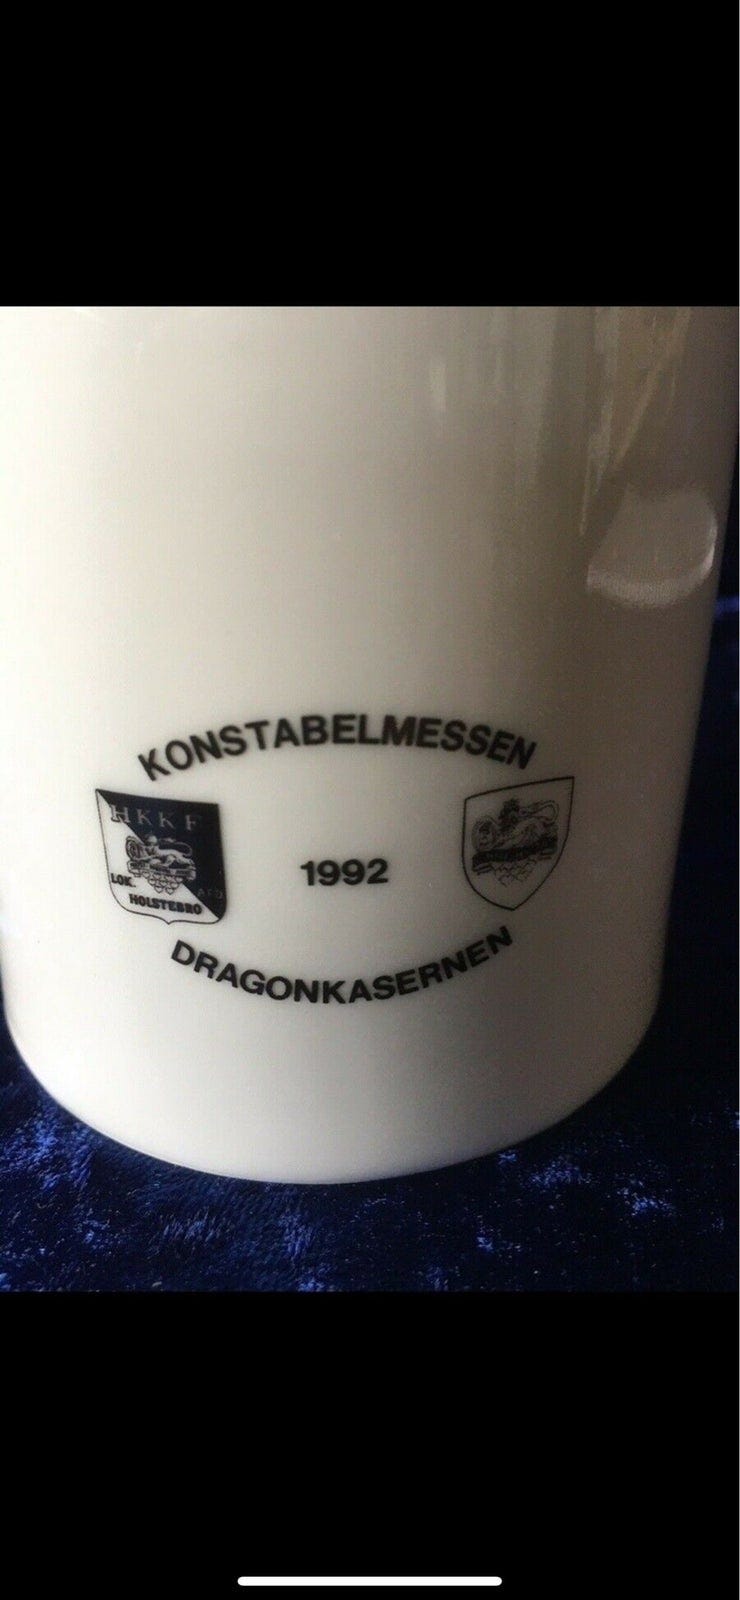 KONSTABELMESSEN
HKKF
LOK. AFD
HOLSTEBRO
1992
DRAGONKASERNEN